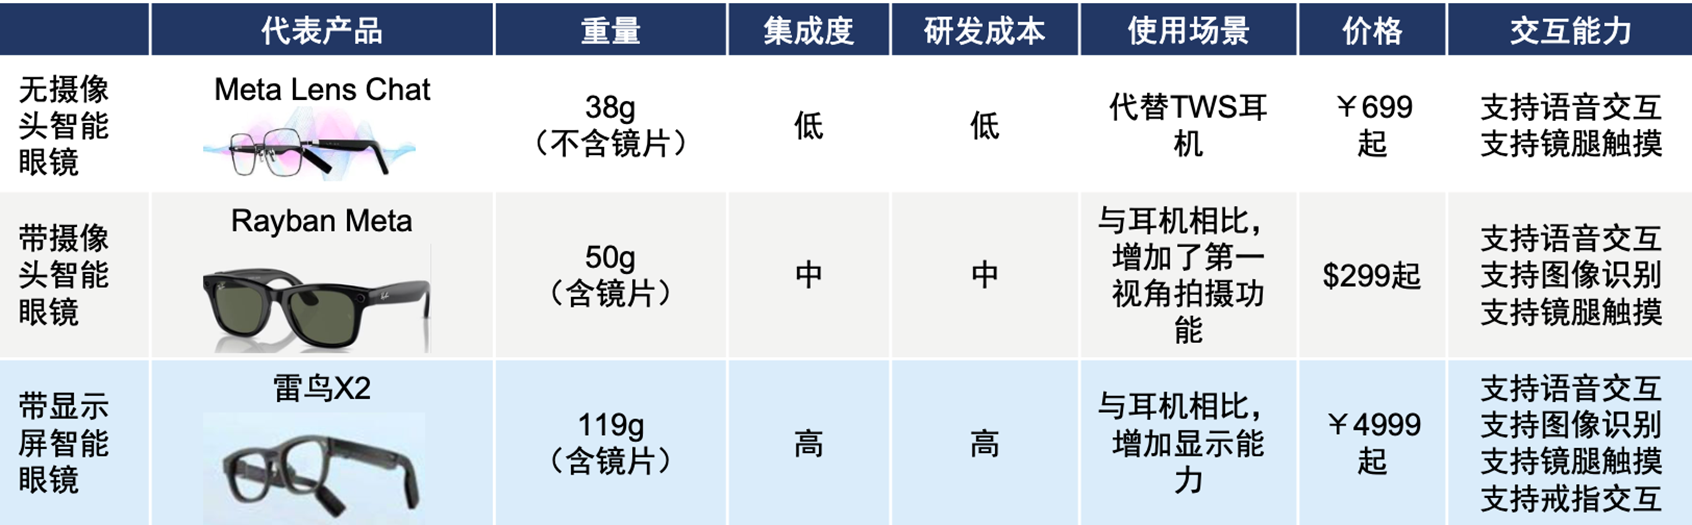 代表产品 重量 集成度 研发成本 使用场景 价格 交互能力
无摄像
头智能
眼镜
Meta Lens Chat
38g
（不含镜片）
低
低
代替TWS耳
机
￥699
起
支持语音交互
支持镜腿触摸
带摄像
头智能
眼镜
Rayban Meta
50g
（含镜片）
中
中
与耳机相比，
增加了第一
视角拍摄功
能
$299起
支持语音交互
支持图像识别
支持镜腿触摸
带显示
屏智能
眼镜
雷鸟X2
119g
（含镜片）
高
高
与耳机相比，
增加显示能
力
￥4999
起
支持语音交互
支持图像识别
支持镜腿触摸
支持戒指交互